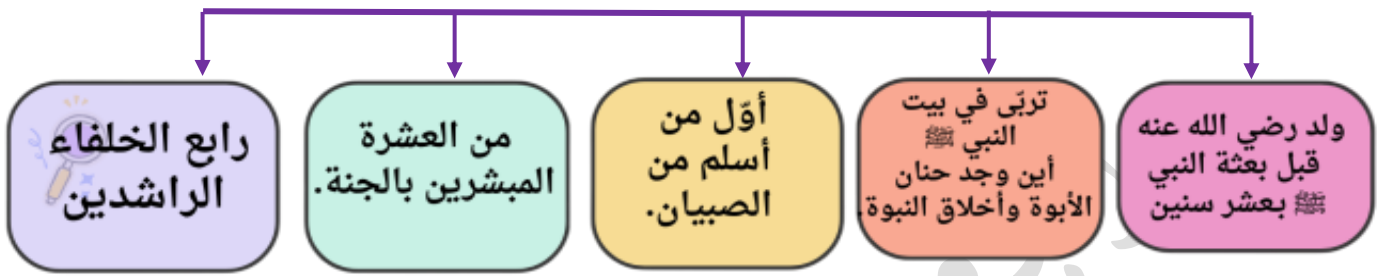 ولد رضي الله عنه
قبل بعثة النبي
ﷺ بعشر سنين
تربّى في بيت
النبي ﷺ
أين وجد حنان
الأبوة وأخلاق النبوة.
أوّل من
أسلم من
الصبيان.
من العشرة
المبشرين بالجنة.
رابع الخلفاء
الراشدين